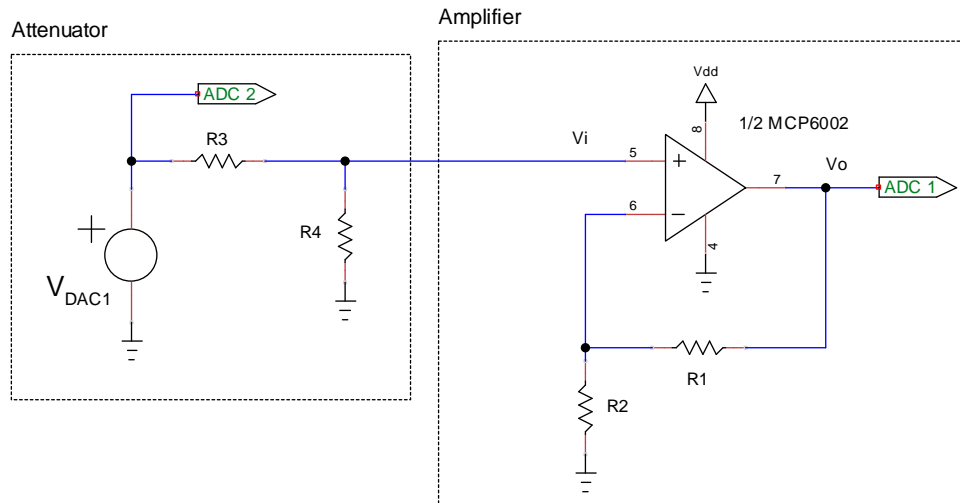 Attenuator
Amplifier
ADC 2
Vdd
R3
Vi
8
1/2 MCP6002
5
+
Vo
7
ADC 1
6
−
R4
4
+
V DAC1
R1
R2